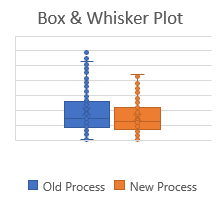 Box & Whisker Plot
Old Process
New Process